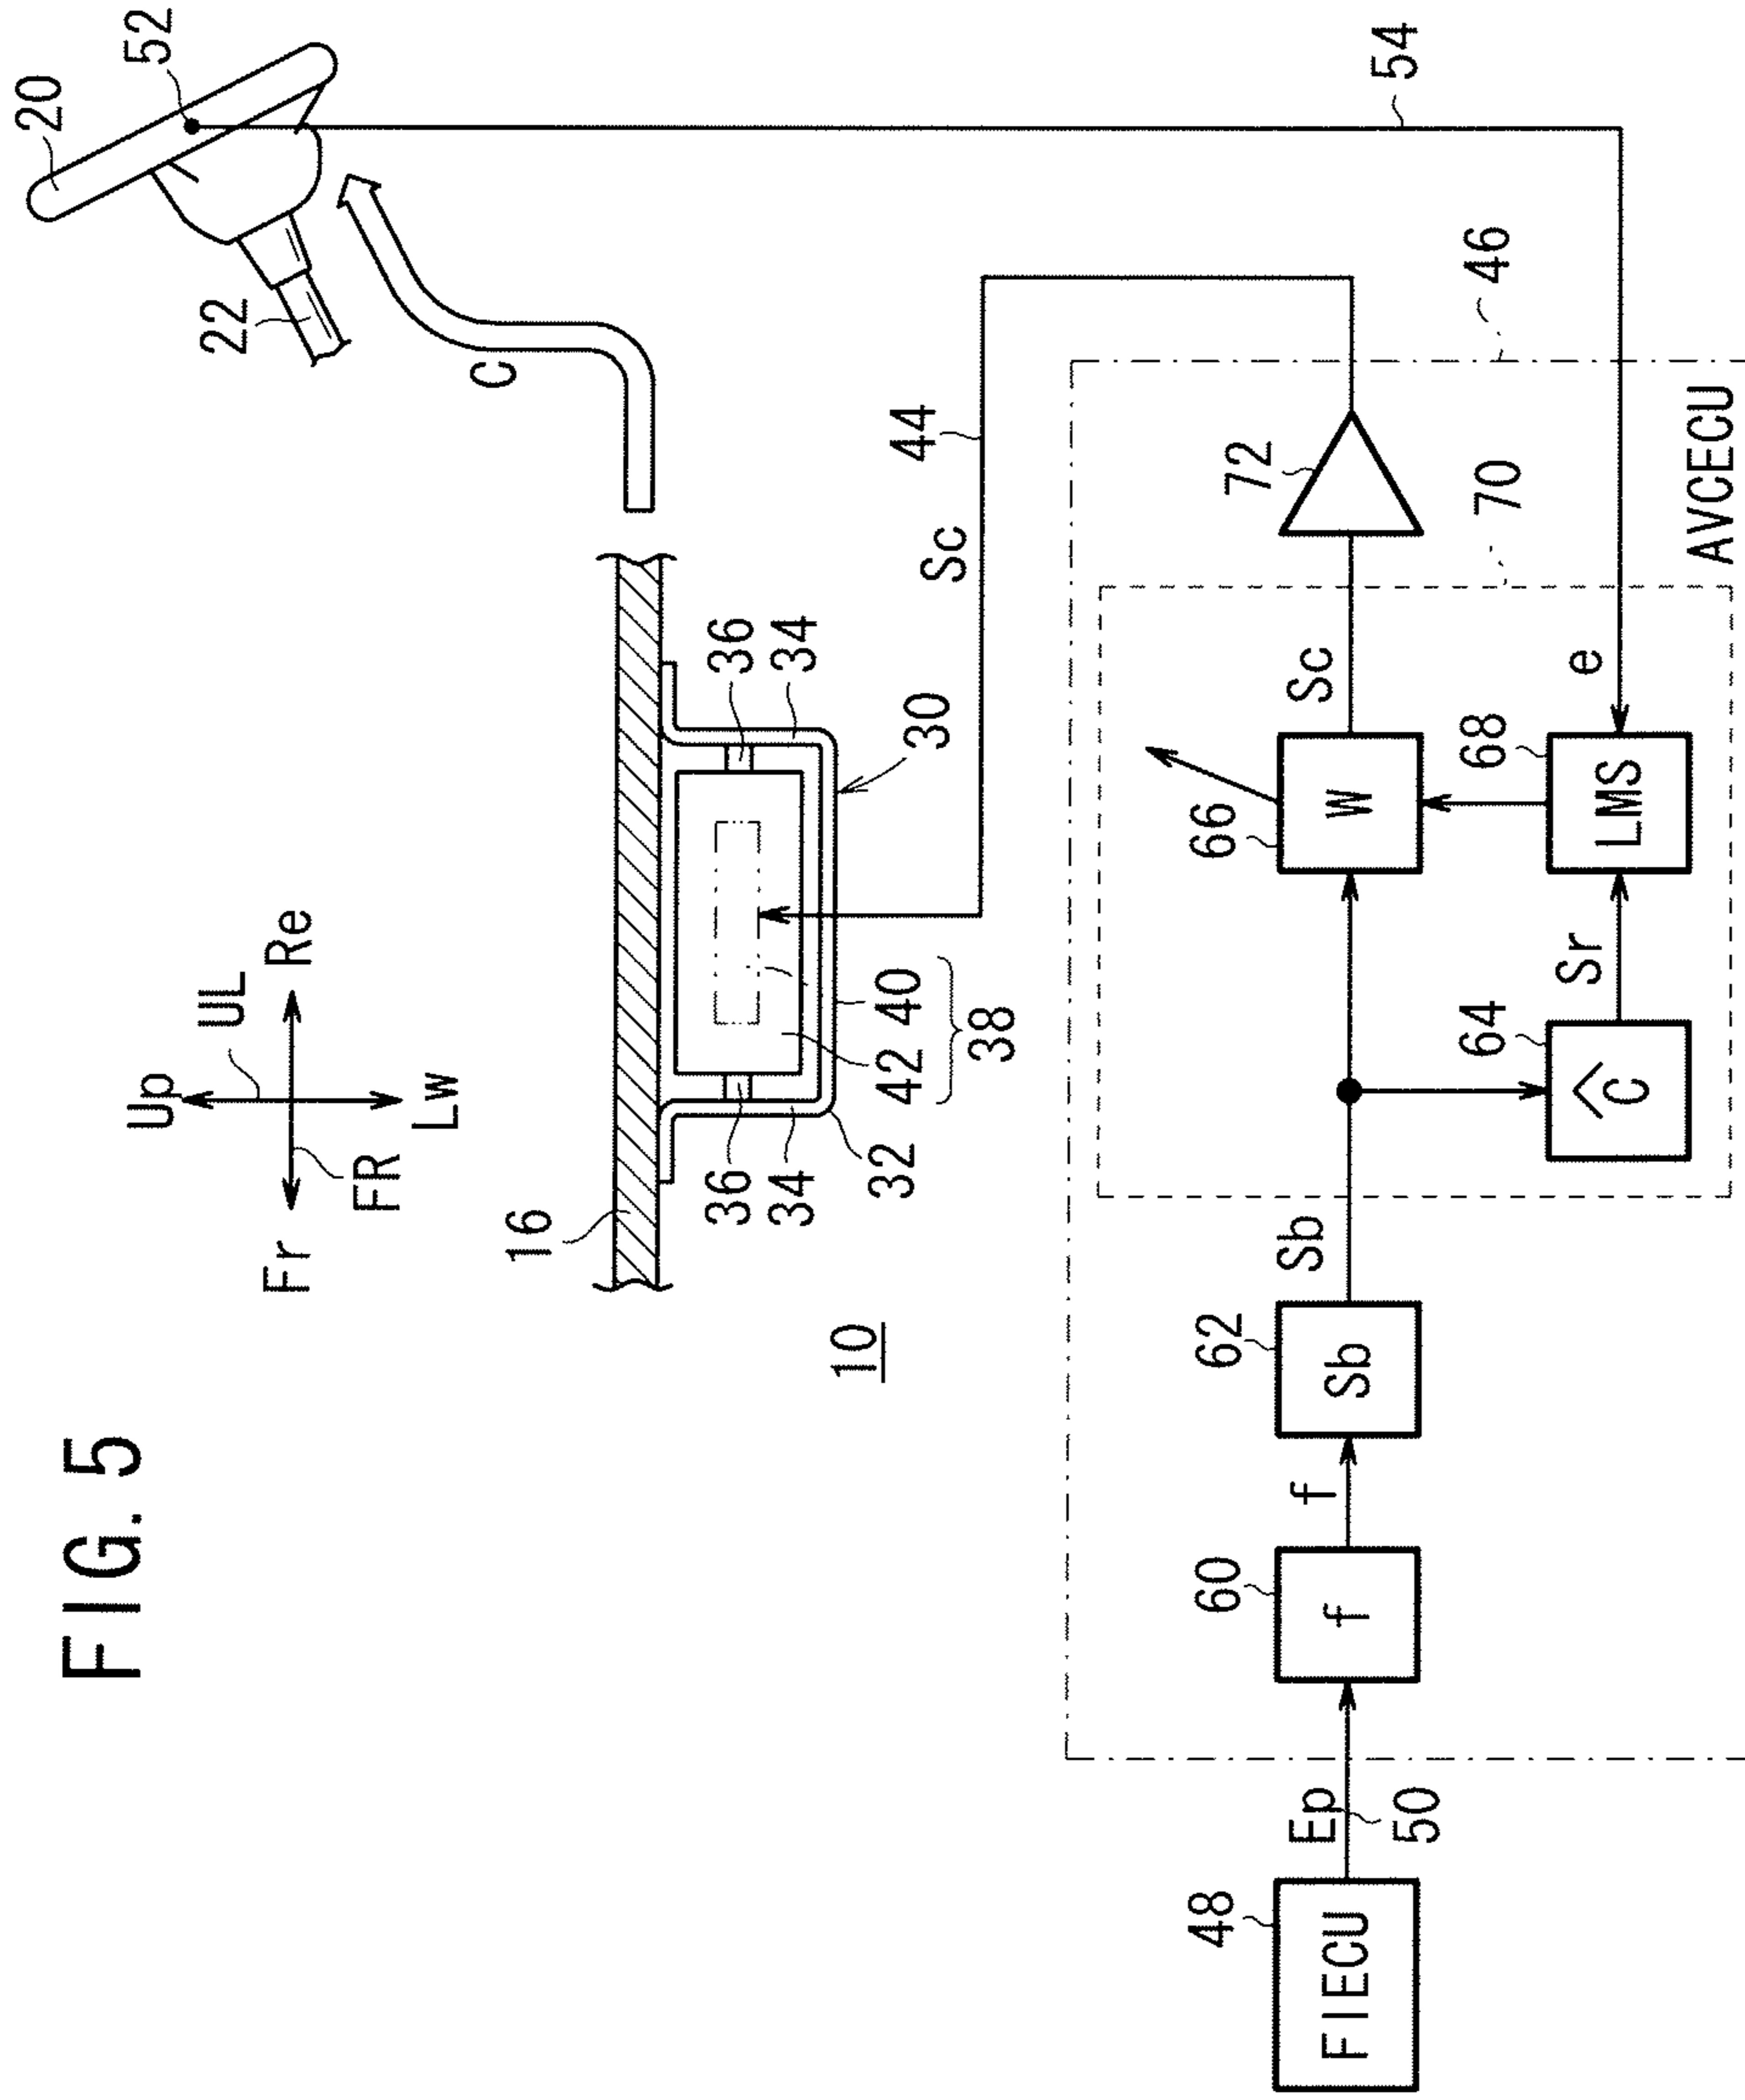 FIG. 5
10
Up
UL
Fr
Re
FR
Lw
20
52
22
C
16
36
34
32
42
40
38
36
34
30
44
Sc
54
46
48
FIECU
Ep
50
60
f
f
62
Sb
Sb
64
Ĉ
Sr
66
W
68
LMS
Sc
e
70
72
AVCECU